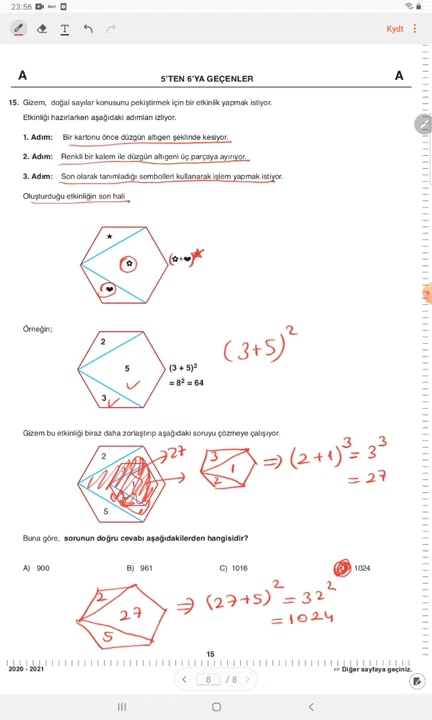 23:56
T
Kydt
A 5'TEN 6'YA GEÇENLER A
15. Gizem, doğal sayılar konusunu pekiştirmek için bir etkinlik yapmak istiyor.
Etkinliği hazırlarken aşağıdaki adımları izliyor.
1. Adım: Bir kartonu önce düzgün altıgen şeklinde kesiyor.
2. Adım: Renkli bir kalem ile düzgün altıgeni üç parçaya ayırıyor.
3. Adım: Son olarak tanımladığı sembolleri kullanarak işlem yapmak istiyor.
Oluşturduğu etkinliğin son hali
★
✿ (✿+❤)★
❤
Örneğin;
2
5 (3 + 5)² (3+5)²
= 8² = 64
3
Gizem bu etkinliği biraz daha zorlaştırıp aşağıdaki soruyu çözmeye çalışıyor.
2 3 1 5 27
3 1 2 ⇒ (2+1)³ = 3³
= 27
Buna göre, sorunun doğru cevabı aşağıdakilerden hangisidir?
A) 900 B) 961 C) 1016 1024
2 27 5 ⇒ (27+5)² = 32²
= 1024
15
2020 - 2021 ☞ Diğer sayfaya geçiniz.
8 / 8